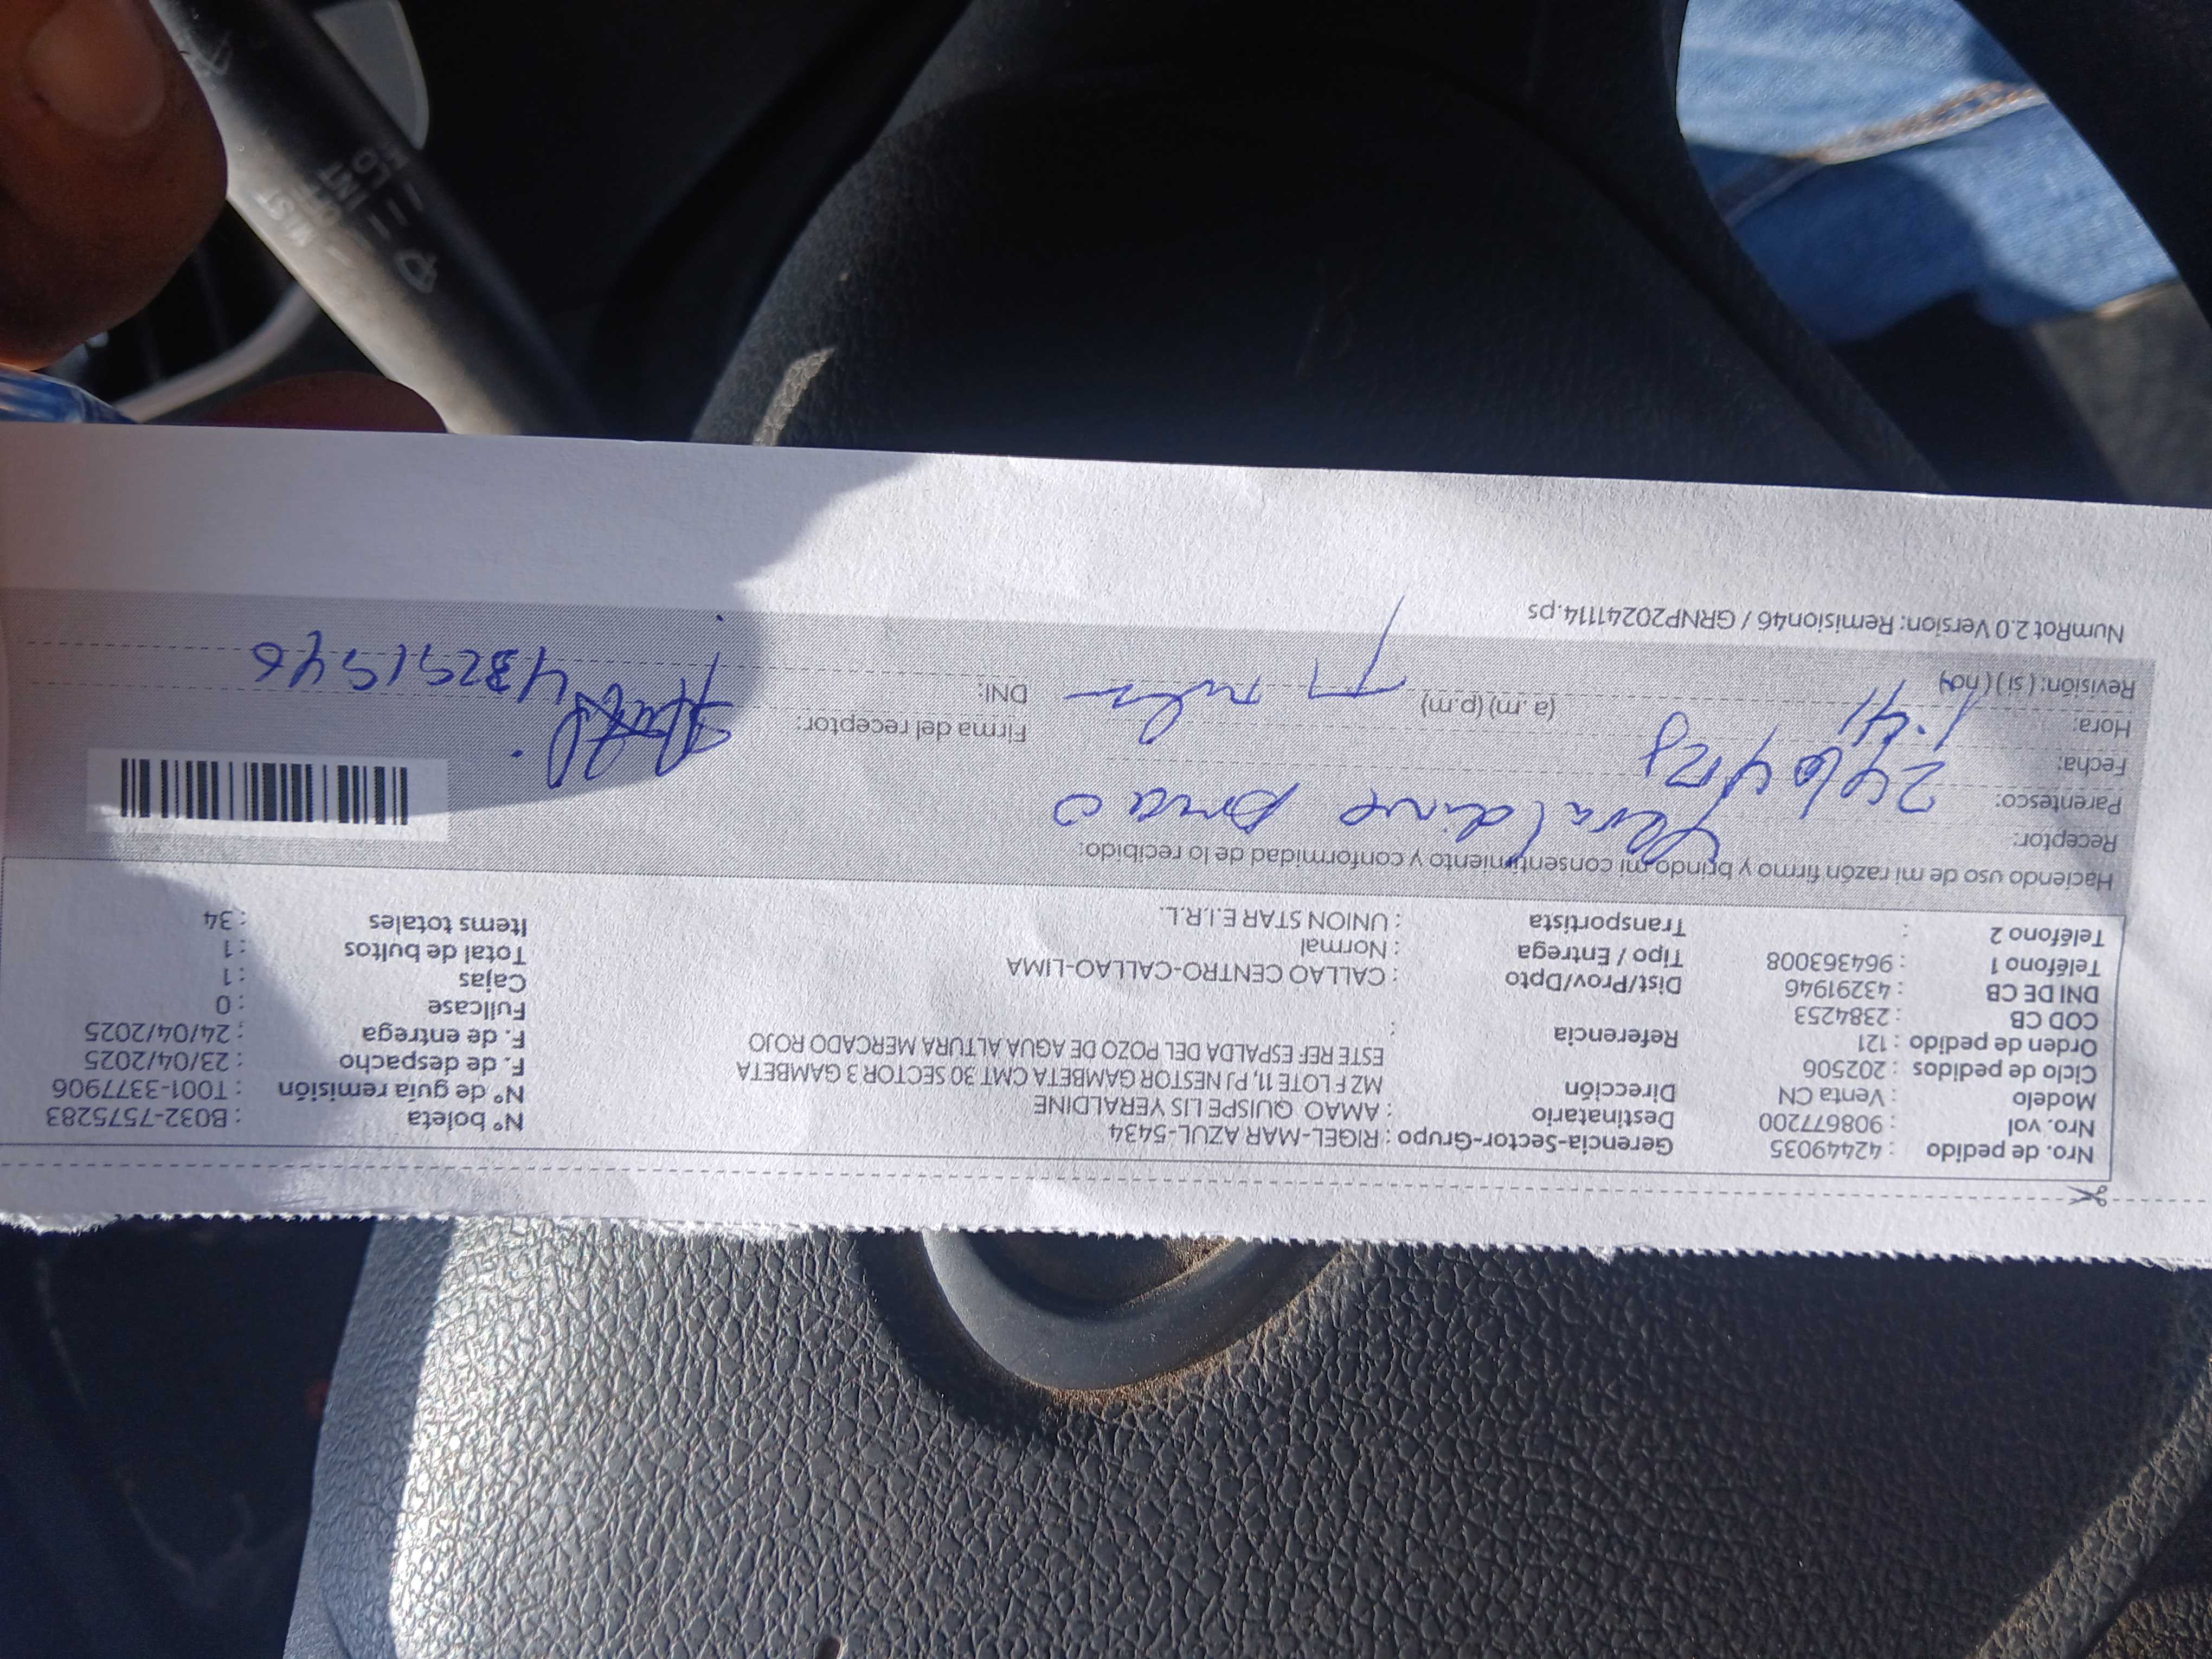 Nro. de pedido : 42449035 Gerencia-Sector-Grupo : RIGEL-MAR AZUL-5434 N° boleta : B032-7575283
Nro. vol : 908677200 Destinatario : AMAO QUISPE LIS YERALDINE N° de guía remisión : T001-3377906
Modelo : Venta CN Dirección : MZ F LOTE 11, PJ NESTOR GAMBETA CMT 30 SECTOR 3 GAMBETA F. de despacho : 23/04/2025
Ciclo de pedidos : 202506 ESTE REF ESPALDA DEL POZO DE AGUA ALTURA MERCADO ROJO F. de entrega : 24/04/2025
Orden de pedido : 121 Referencia : Fullcase : 0
COD CB : 2384253 Dist/Prov/Dpto : CALLAO CENTRO-CALLAO-LIMA Cajas : 1
DNI DE CB : 43291946 Tipo / Entrega : Normal Total de bultos : 1
Teléfono 1 : 964363008 Transportista : UNION STAR E.I.R.L. Items totales : 34
Teléfono 2 :
Haciendo uso de mi razón firmo y brindo mi consentimiento y conformidad de lo recibido:
Receptor: Yeraldine
Parentesco:
Fecha:
Hora: 1:41 (a.m) (p.m) Firma del receptor:
Revisión: ( si ) ( no ) DNI:
NumRot 2.0 Version: Remision46 / GRNP20241114.ps
MIST